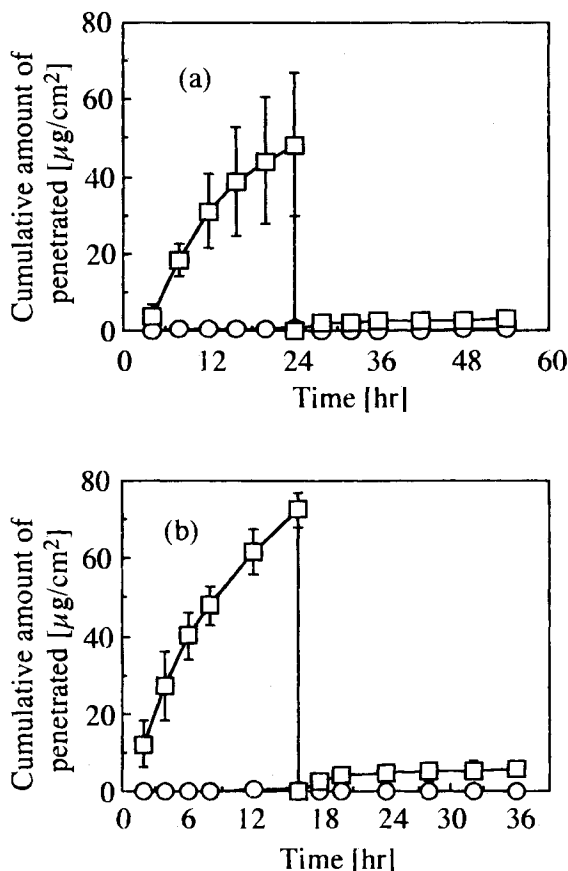 Cumulative amount of
penetrated [µg/cm²]
80
60
40
20
0
(a)
0 12 24 36 48 60
Time [hr]
Cumulative amount of
penetrated [µg/cm²]
80
60
40
20
0
(b)
0 6 12 18 24 30 36
Time [hr]